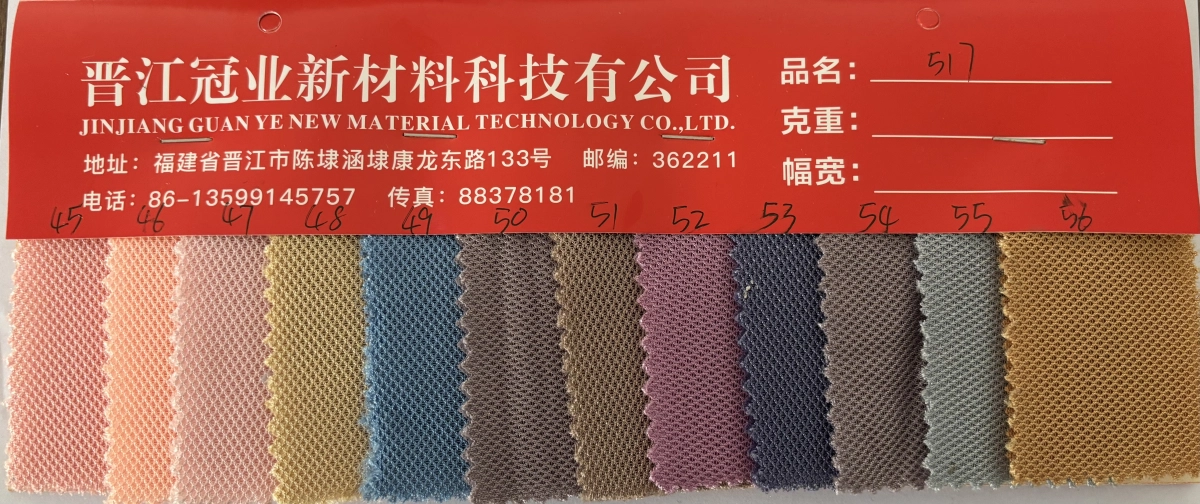 晋江冠业新材料科技有限公司
JINJIANG GUAN YE NEW MATERIAL TECHNOLOGY CO.,LTD.
地址：福建省晋江市陈埭涵埭康龙东路133号 邮编：362211
电话：86-13599145757 传真：88378181
品名：517
克重：
幅宽：
45 46 47 48 49 50 51 52 53 54 55 56